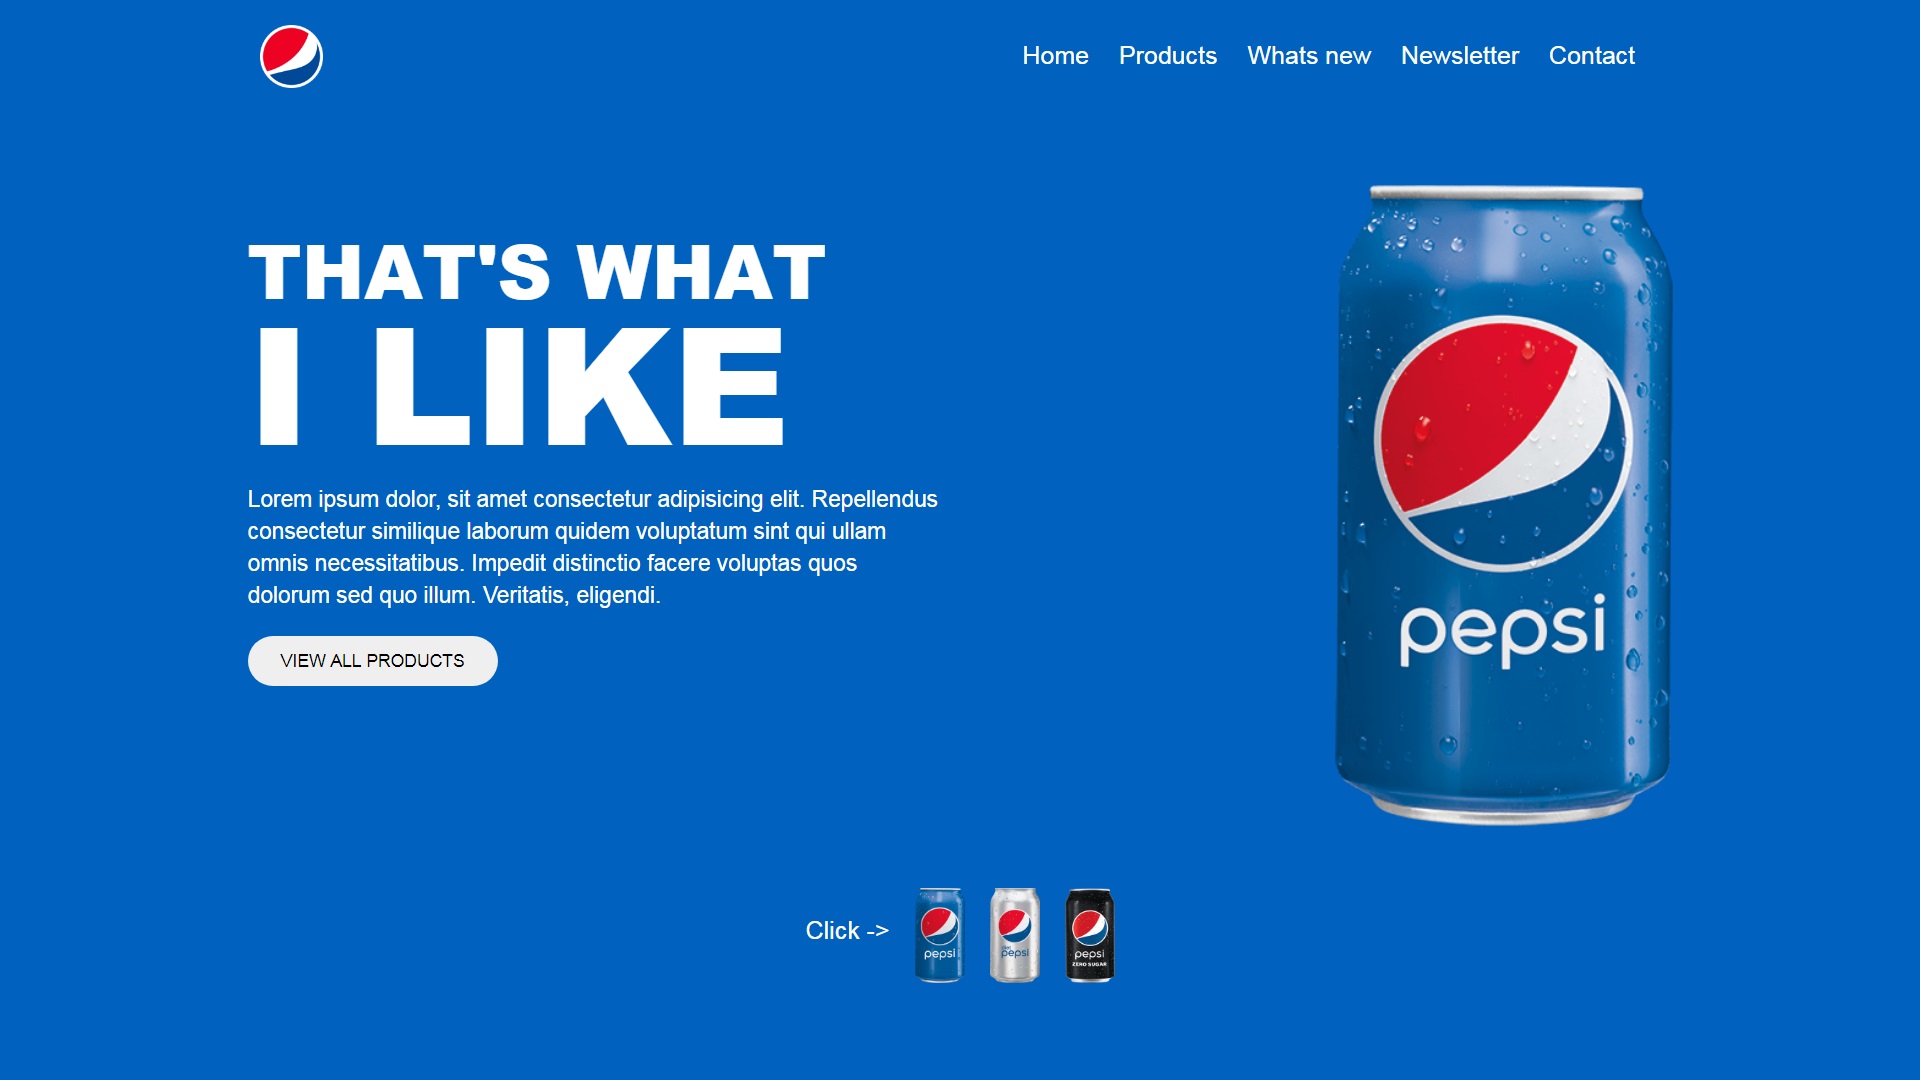 Home Products Whats new Newsletter Contact
THAT'S WHAT
I LIKE
Lorem ipsum dolor, sit amet consectetur adipisicing elit. Repellendus
consectetur similique laborum quidem voluptatum sint qui ullam
omnis necessitatibus. Impedit distinctio facere voluptas quos
dolorum sed quo illum. Veritatis, eligendi.
VIEW ALL PRODUCTS
pepsi
Click ->
pepsi
diet
pepsi
pepsi
ZERO SUGAR